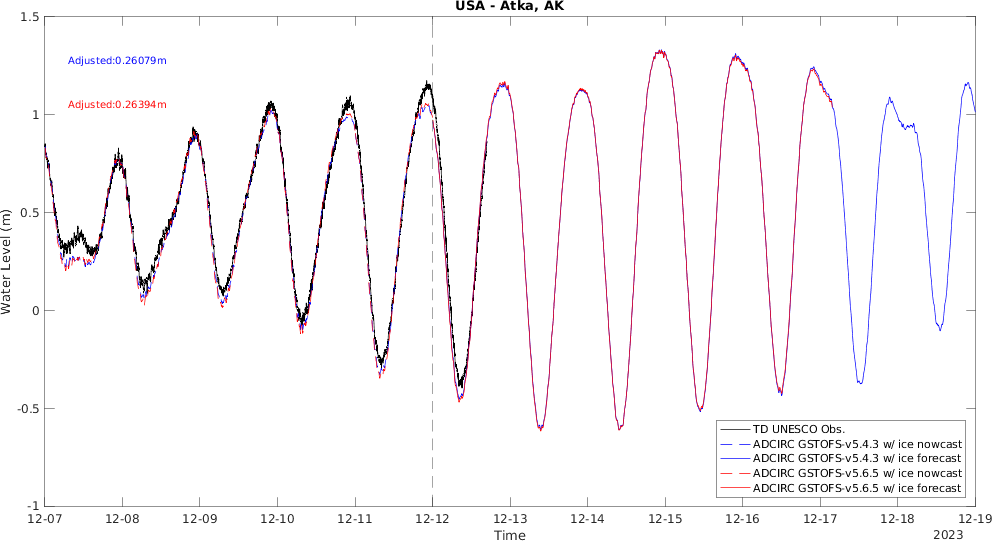 USA - Atka, AK
Adjusted:0.26079m
Adjusted:0.26394m
Water Level (m)
1.5
1
0.5
0
-0.5
-1
TD UNESCO Obs.
ADCIRC GSTOFS-v5.4.3 w/ ice nowcast
ADCIRC GSTOFS-v5.4.3 w/ ice forecast
ADCIRC GSTOFS-v5.6.5 w/ ice nowcast
ADCIRC GSTOFS-v5.6.5 w/ ice forecast
12-07 12-08 12-09 12-10 12-11 12-12 12-13 12-14 12-15 12-16 12-17 12-18 12-19
Time
2023